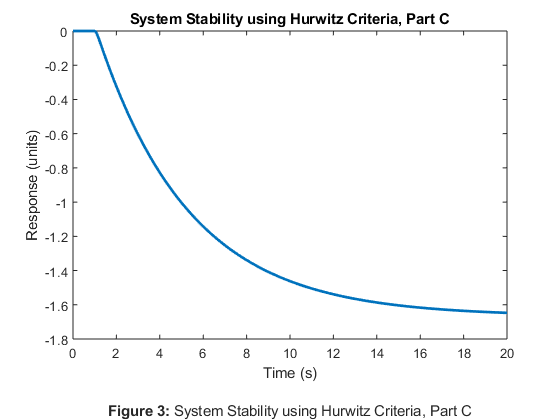 System Stability using Hurwitz Criteria, Part C
0
-0.2
-0.4
-0.6
-0.8
-1
-1.2
-1.4
-1.6
-1.8
Response (units)
0 2 4 6 8 10 12 14 16 18 20
Time (s)
Figure 3: System Stability using Hurwitz Criteria, Part C